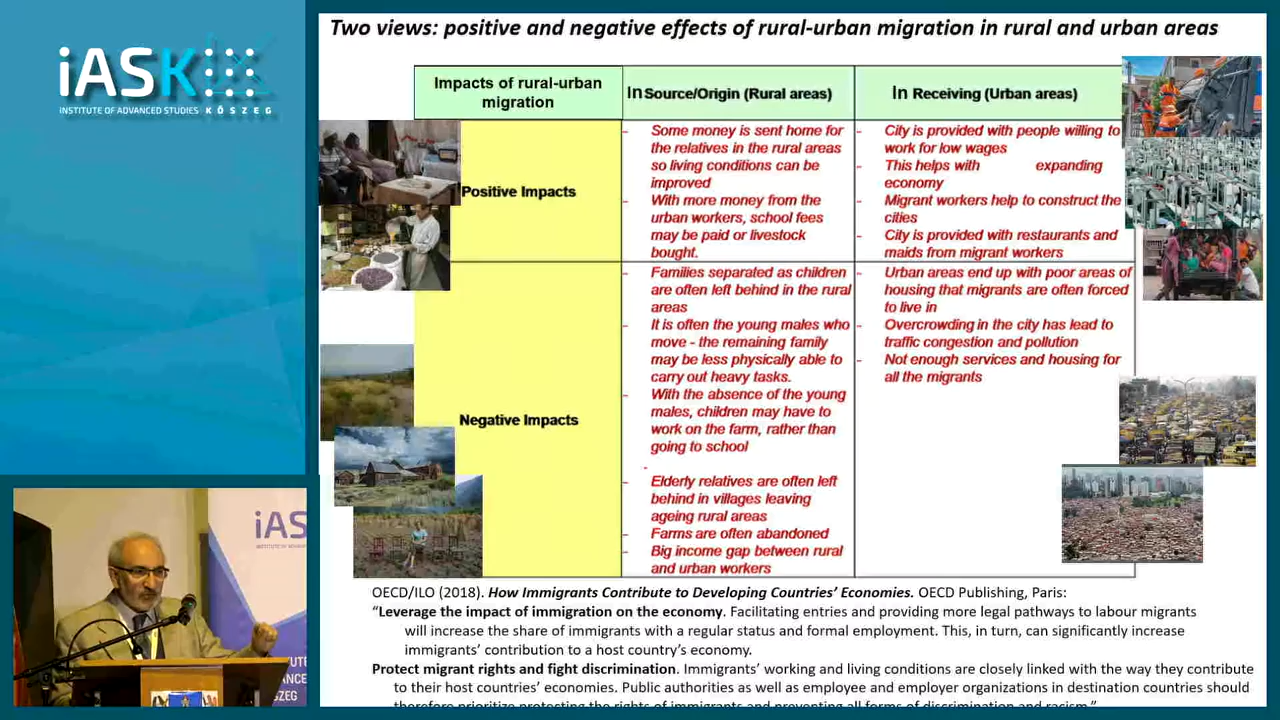 iASK
INSTITUTE OF ADVANCED STUDIES KŐSZEG
Two views: positive and negative effects of rural-urban migration in rural and urban areas
Impacts of rural-urban
migration
In Source/Origin (Rural areas)
In Receiving (Urban areas)
Positive Impacts
- Some money is sent home for
the relatives in the rural areas
so living conditions can be
improved
- With more money from the
urban workers, school fees
may be paid or livestock
bought.
- City is provided with people willing to
work for low wages
- This helps with expanding
economy
- Migrant workers help to construct the
cities
- City is provided with restaurants and
maids from migrant workers
Negative Impacts
- Families separated as children
are often left behind in the rural
areas
- It is often the young males who
move - the remaining family
may be less physically able to
carry out heavy tasks.
- With the absence of the young
males, children may have to
work on the farm, rather than
going to school
-
- Elderly relatives are often left
behind in villages leaving
ageing rural areas
- Farms are often abandoned
- Big income gap between rural
and urban workers
- Urban areas end up with poor areas of
housing that migrants are often forced
to live in
- Overcrowding in the city has lead to
traffic congestion and pollution
- Not enough services and housing for
all the migrants
OECD/ILO (2018). How Immigrants Contribute to Developing Countries' Economies. OECD Publishing, Paris:
“Leverage the impact of immigration on the economy. Facilitating entries and providing more legal pathways to labour migrants
will increase the share of immigrants with a regular status and formal employment. This, in turn, can significantly increase
immigrants' contribution to a host country's economy.
Protect migrant rights and fight discrimination. Immigrants' working and living conditions are closely linked with the way they contribute
to their host countries' economies. Public authorities as well as employee and employer organizations in destination countries should
therefore prioritize protecting the rights of immigrants and preventing all forms of discrimination and racism.”
iAS